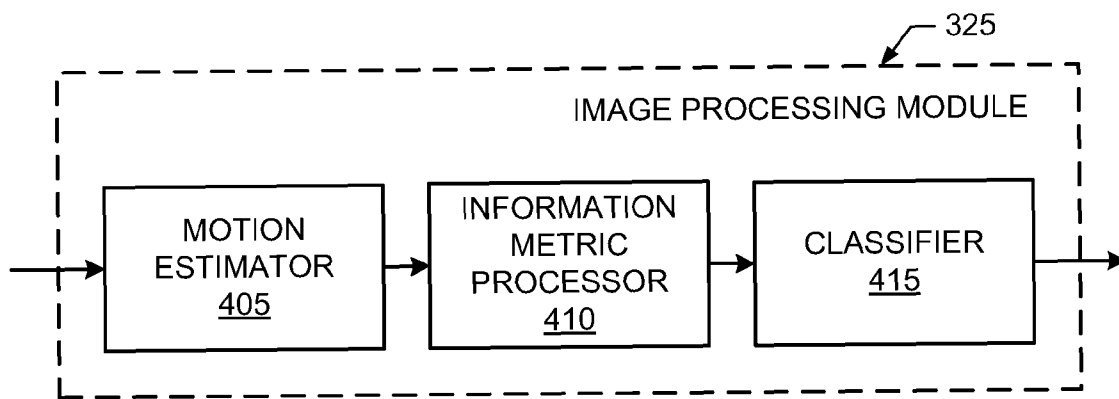 325
IMAGE PROCESSING MODULE
MOTION
ESTIMATOR
405
INFORMATION
METRIC
PROCESSOR
410
CLASSIFIER
415